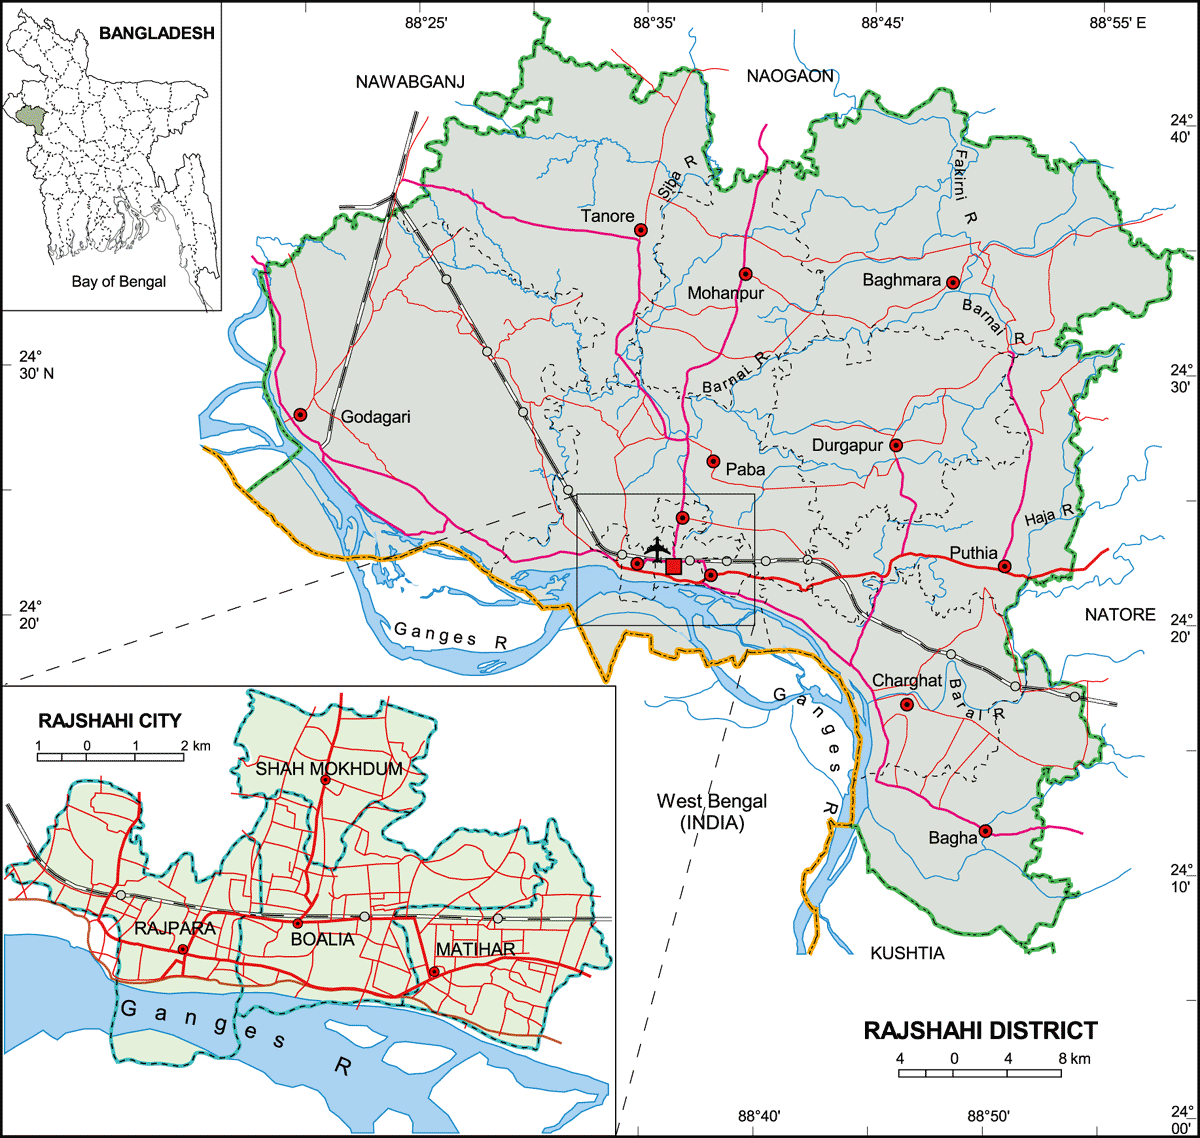 88°25'
88°35'
88°45'
88°55' E
BANGLADESH
Bay of Bengal
NAWABGANJ
NAOGAON
24°
40'
Siba R
Fakirni R
Tanore
Mohanpur
Baghmara
Barnai R
24°
30' N
Barnai R
24°
30'
Godagari
Durgapur
Paba
Haja R
Puthia
24°
20'
NATORE
24°
20'
Ganges R
Charghat
Baral R
Ganges R
West Bengal
(INDIA)
Bagha
24°
10'
KUSHTIA
RAJSHAHI CITY
1 0 1 2 km
SHAH MOKHDUM
RAJPARA
BOALIA
MATIHAR
Ganges R
RAJSHAHI DISTRICT
4 0 4 8 km
88°40'
88°50'
24°
00'